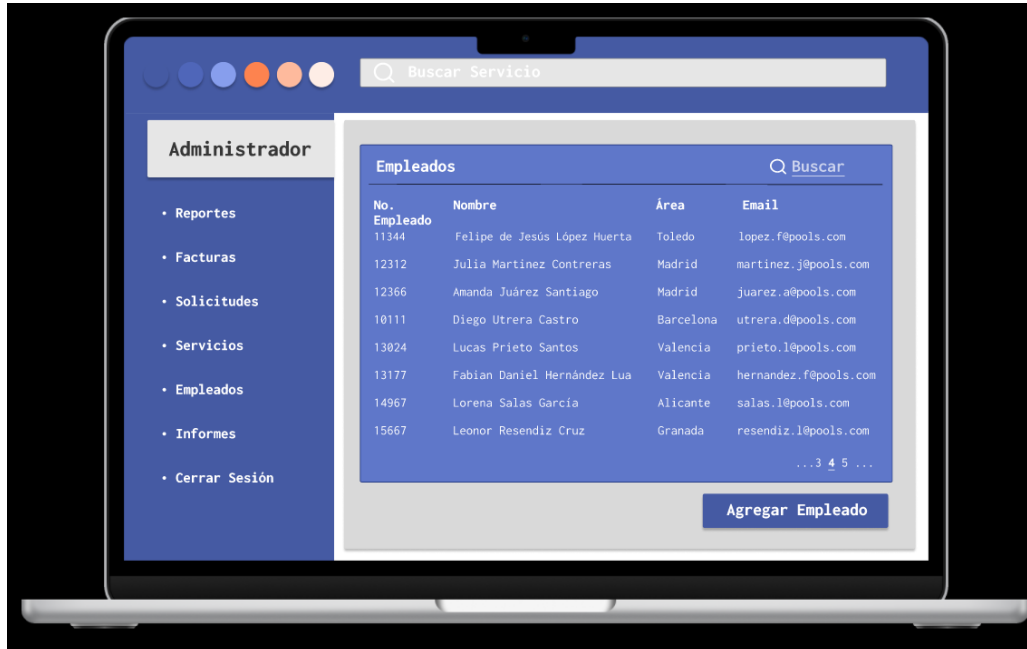 Buscar Servicio
Administrador
• Reportes
• Facturas
• Solicitudes
• Servicios
• Empleados
• Informes
• Cerrar Sesión
Empleados Buscar
No. Empleado Nombre Área Email
11344 Felipe de Jesús López Huerta Toledo lopez.f@pools.com
12312 Julia Martinez Contreras Madrid martinez.j@pools.com
12366 Amanda Juárez Santiago Madrid juarez.a@pools.com
10111 Diego Utrera Castro Barcelona utrera.d@pools.com
13024 Lucas Prieto Santos Valencia prieto.l@pools.com
13177 Fabian Daniel Hernández Lua Valencia hernandez.f@pools.com
14967 Lorena Salas García Alicante salas.l@pools.com
15667 Leonor Resendiz Cruz Granada resendiz.l@pools.com
...3 4 5 ...
Agregar Empleado